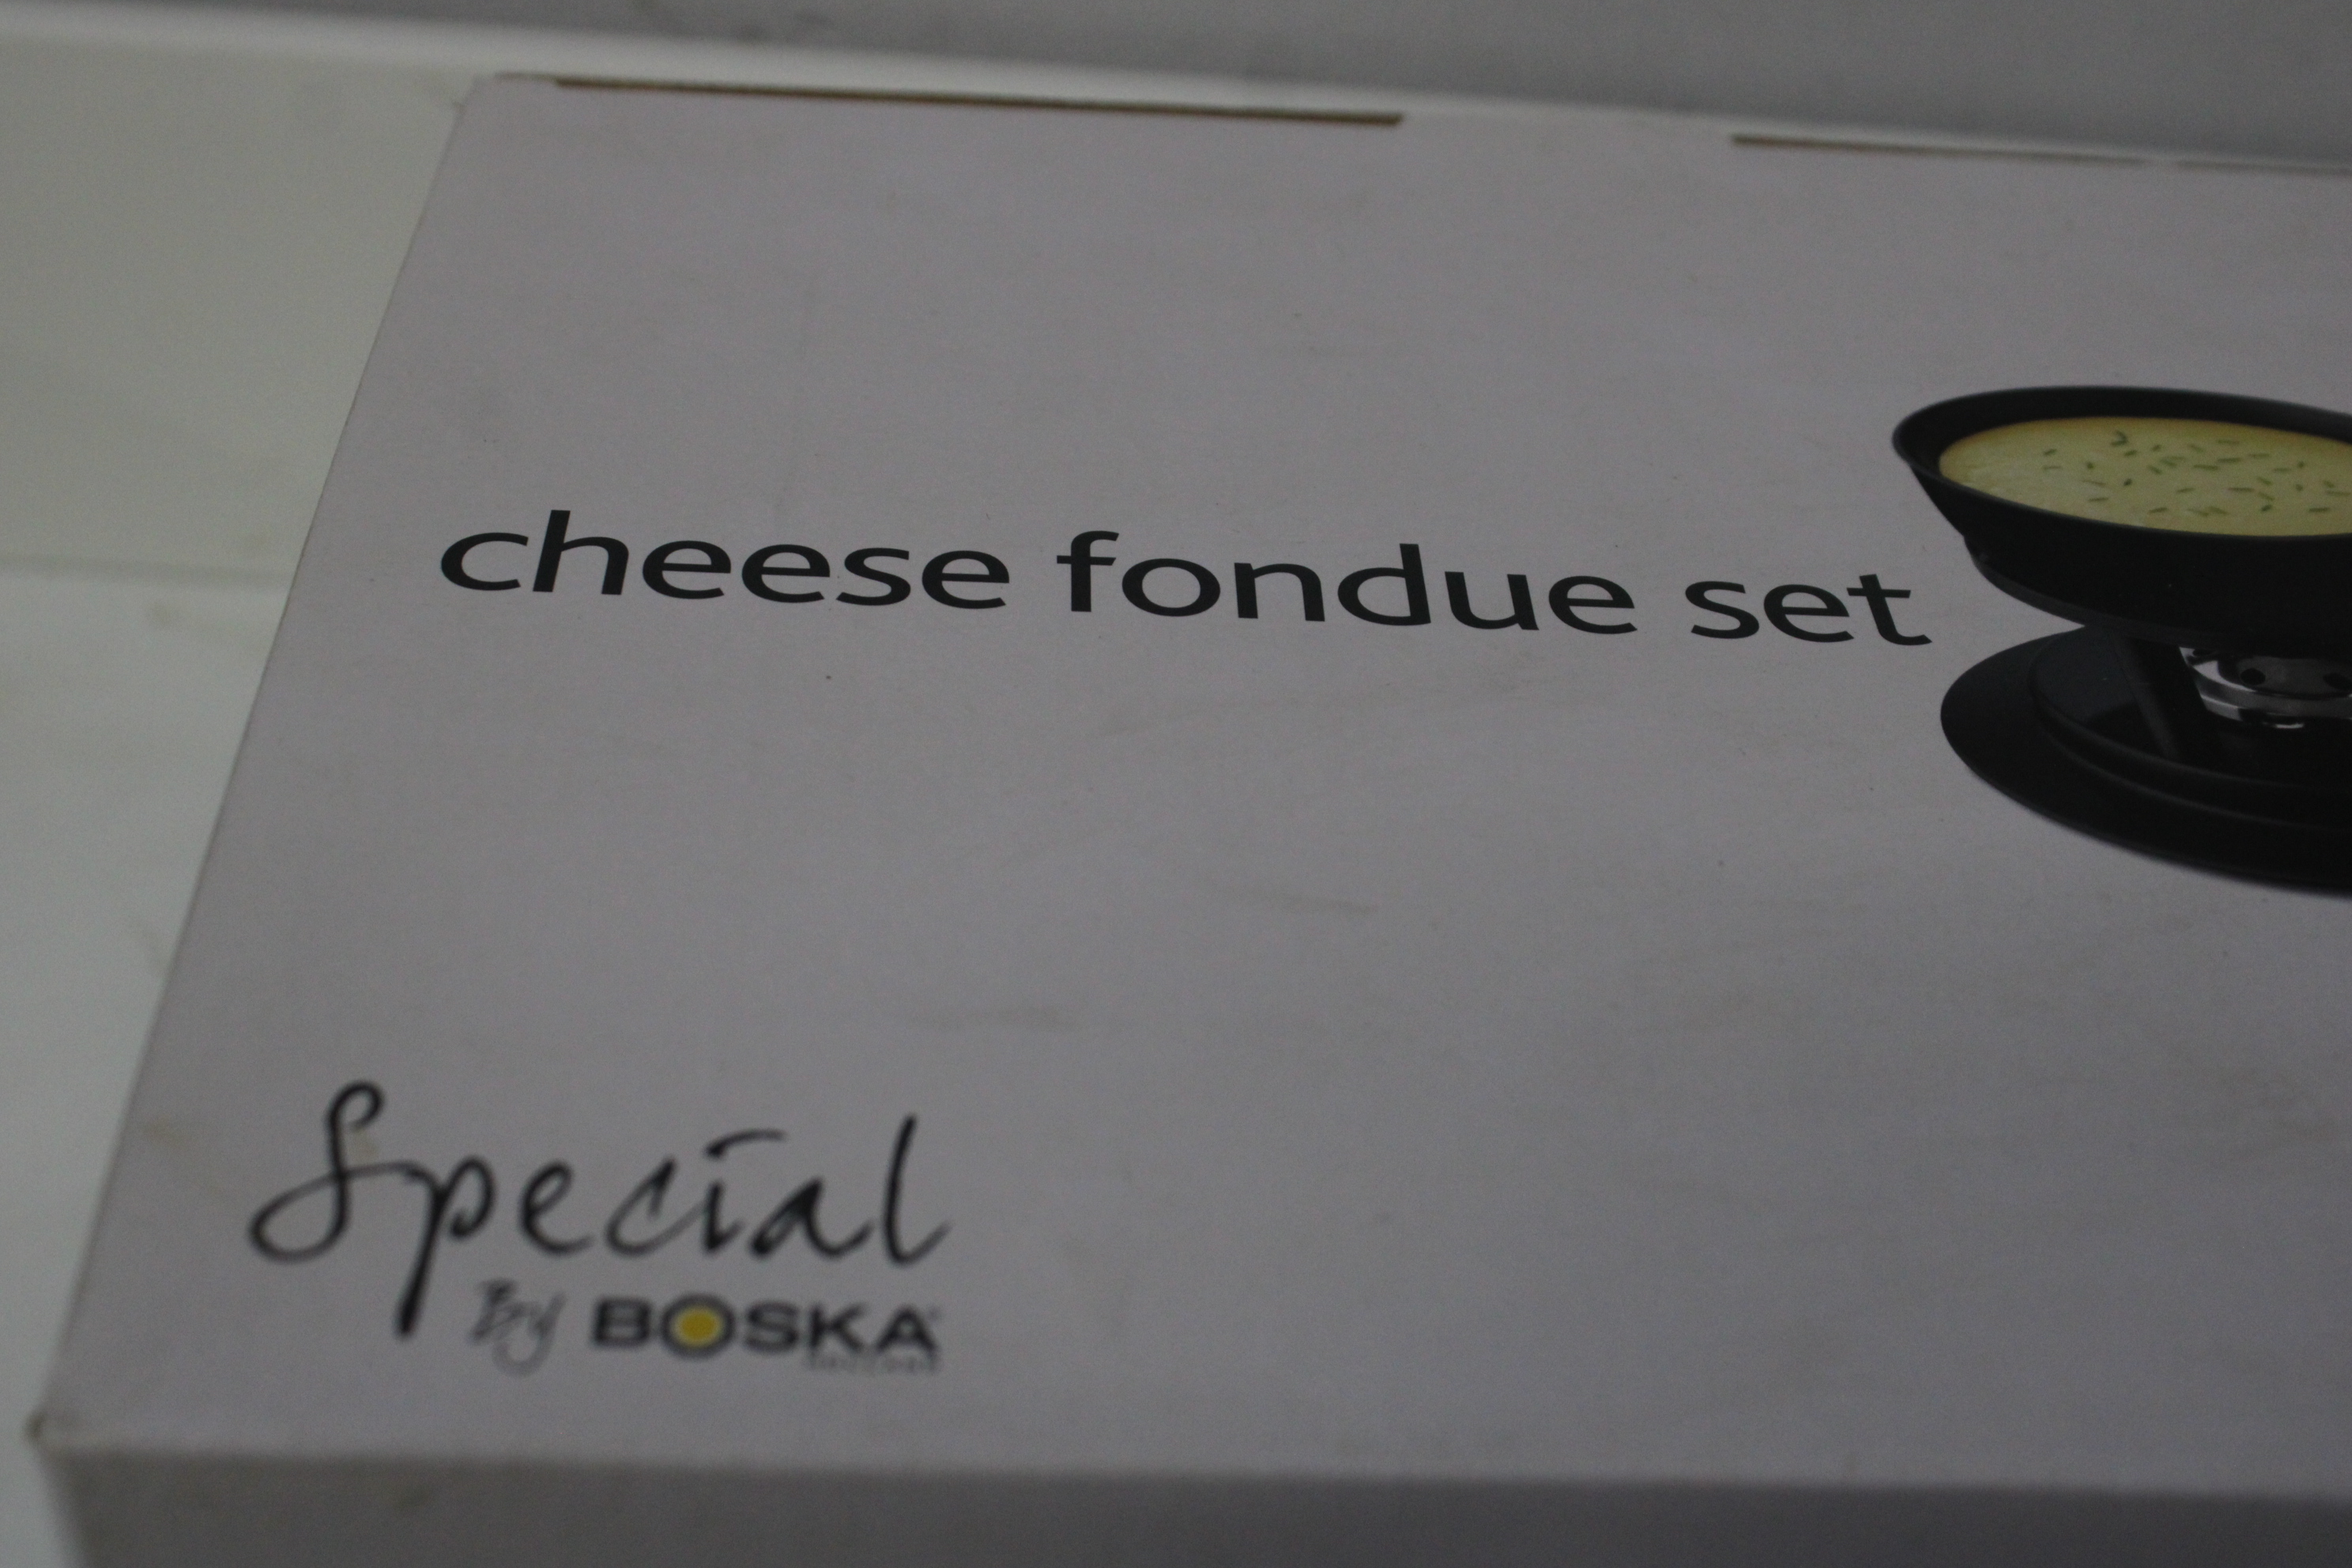 cheese fondue set
Special
By BOSKA